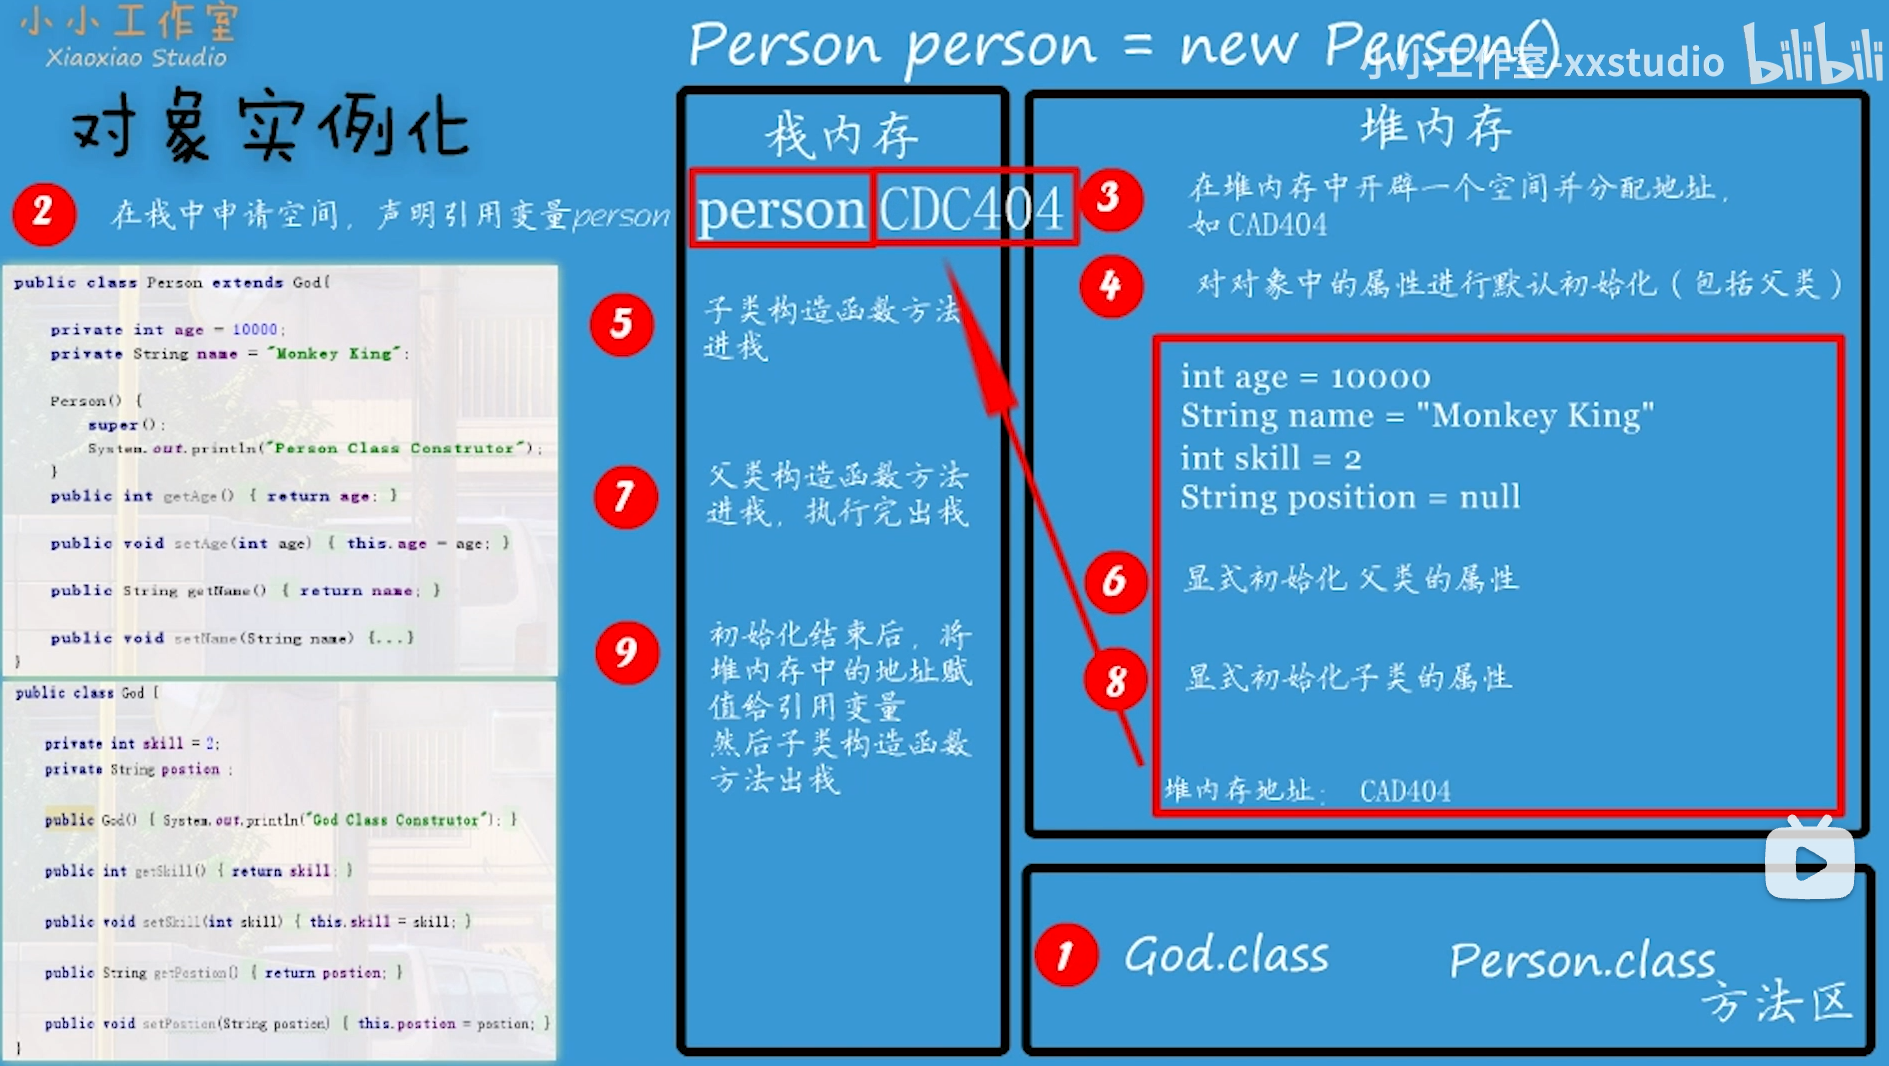 小小工作室
Xiaoxiao Studio
Person person = new Person()
小小工作室-xxstudio
bilibili
对象实例化
2 在栈中申请空间，声明引用变量person
public class Person extends God{
private int age = 10000;
private String name = "Monkey King";
Person() {
super();
System.out.println("Person Class Construtor");
}
public int getAge() { return age; }
public void setAge(int age) { this.age = age; }
public String getName() { return name; }
public void setName(String name) {...}
}
public class God {
private int skill = 2;
private String postion ;
public God() { System.out.println("God Class Construtor"); }
public int getSkill() { return skill; }
public void setSkill(int skill) { this.skill = skill; }
public String getPostion() { return postion; }
public void setPostion(String postion) { this.postion = postion; }
}
栈内存
person CDC404
5 子类构造函数方法
进栈
7 父类构造函数方法
进栈，执行完出栈
9 初始化结束后，将
堆内存中的地址赋
值给引用变量
然后子类构造函数
方法出栈
堆内存
3 在堆内存中开辟一个空间并分配地址，
如 CAD404
4 对对象中的属性进行默认初始化（包括父类）
int age = 10000
String name = "Monkey King"
int skill = 2
String position = null
6 显式初始化 父类的属性
8 显式初始化子类的属性
堆内存地址： CAD404
1 God.class Person.class
方法区